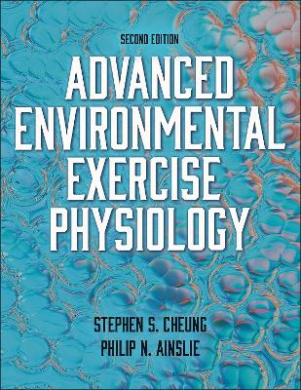 SECOND EDITION
ADVANCED
ENVIRONMENTAL
EXERCISE
PHYSIOLOGY
STEPHEN S. CHEUNG
PHILIP N. AINSLIE